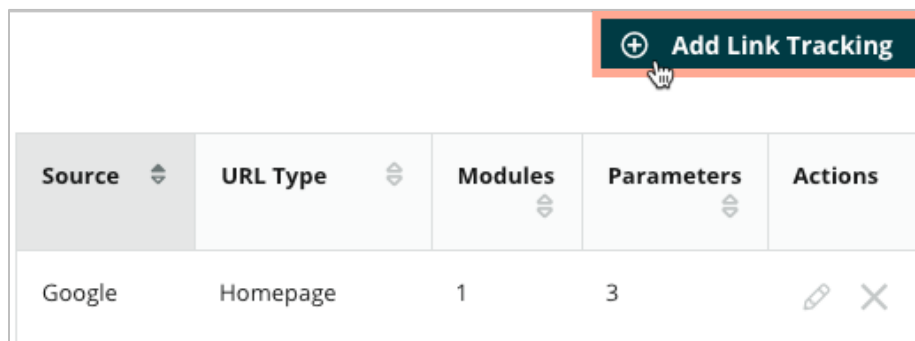 Add Link Tracking
Source URL Type Modules Parameters Actions
Google Homepage 1 3